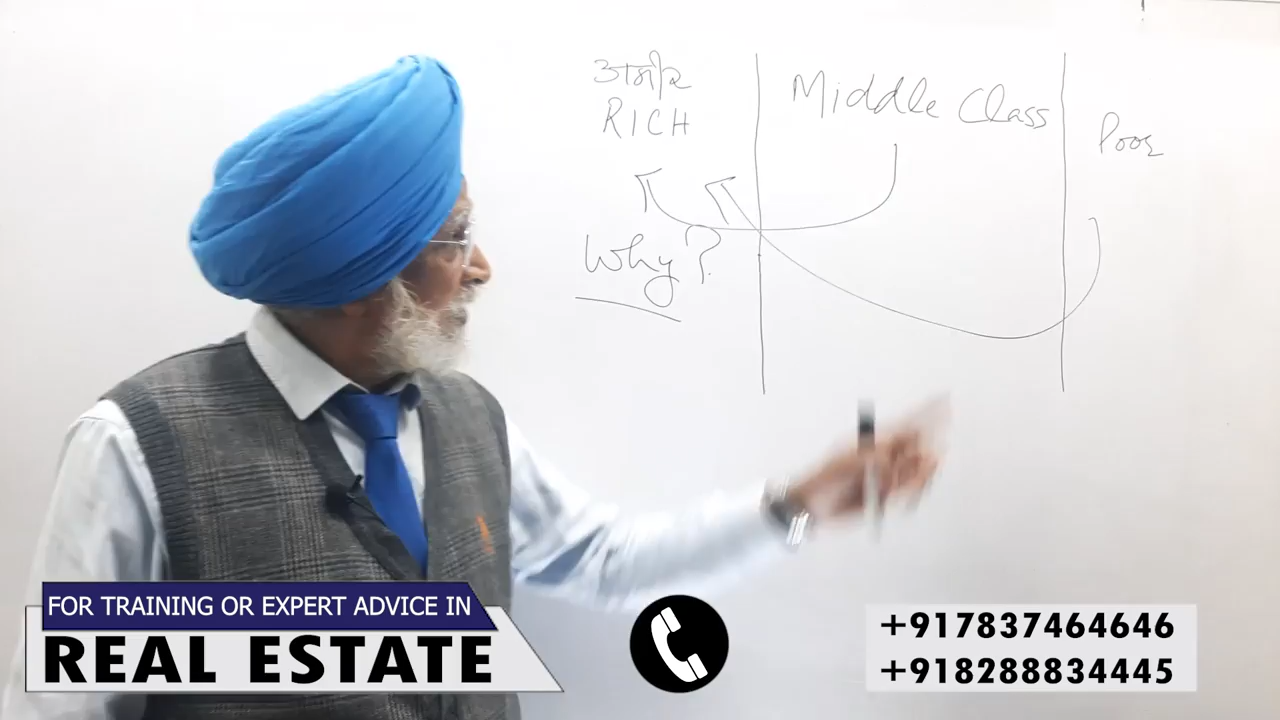 अमीर
RICH
Middle Class
Poor
Why?
FOR TRAINING OR EXPERT ADVICE IN
REAL ESTATE
+917837464646
+918288834445